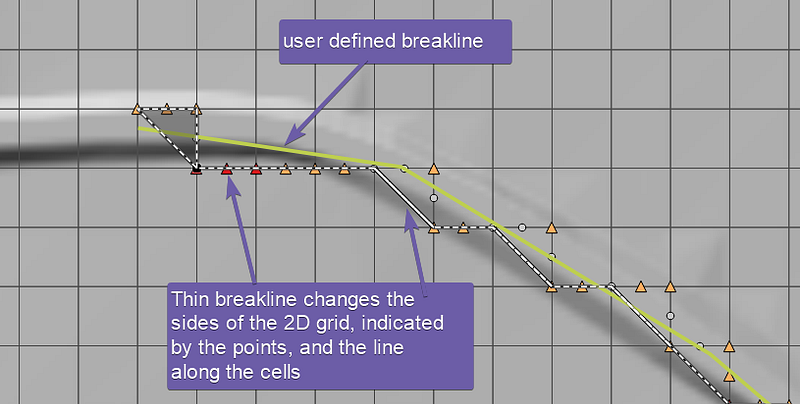 user defined breakline
Thin breakline changes the
sides of the 2D grid, indicated
by the points, and the line
along the cells